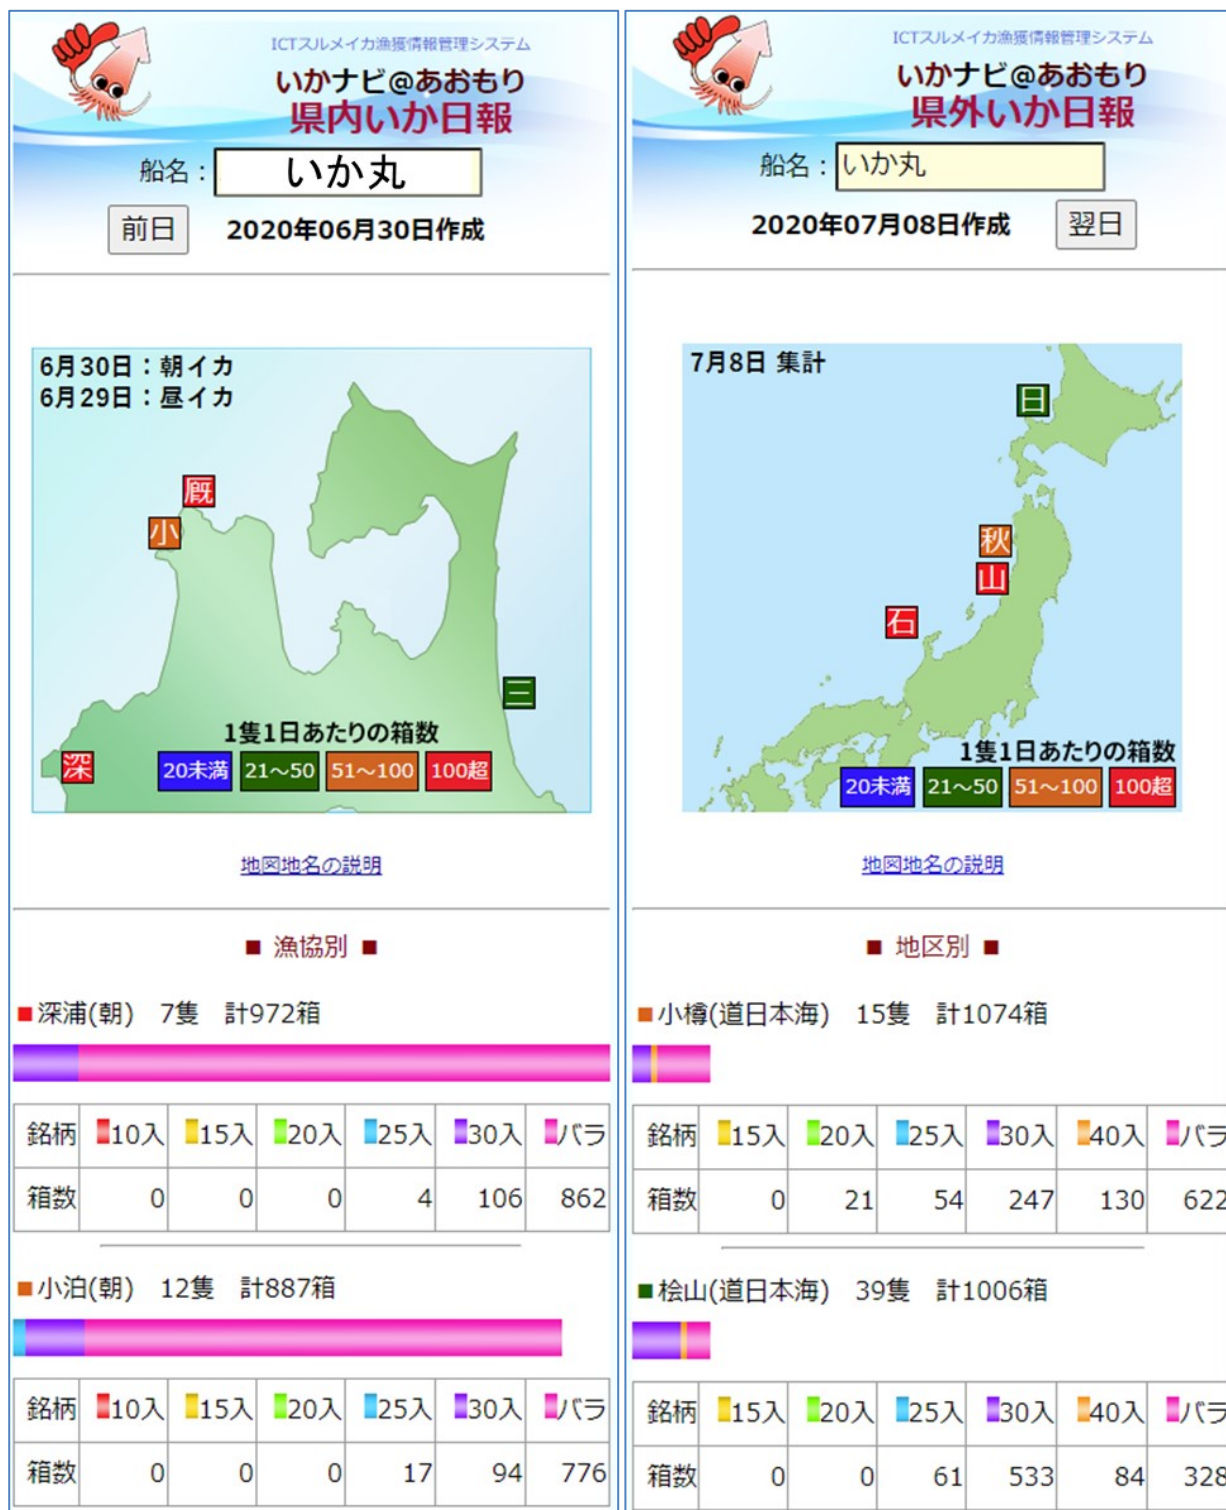 ICTスルメイカ漁獲情報管理システム
いかナビ@あおもり
県内いか日報
船名：いか丸
前日 2020年06月30日作成
6月30日：朝イカ
6月29日：昼イカ
厩
小
三
深
1隻1日あたりの箱数
20未満 21～50 51～100 100超
地図地名の説明
■ 漁協別 ■
■深浦(朝) 7隻 計972箱
銘柄 10入 15入 20入 25入 30入 バラ
箱数 0 0 0 4 106 862
■小泊(朝) 12隻 計887箱
銘柄 10入 15入 20入 25入 30入 バラ
箱数 0 0 0 17 94 776
ICTスルメイカ漁獲情報管理システム
いかナビ@あおもり
県外いか日報
船名：いか丸
2020年07月08日作成 翌日
7月8日 集計
日
秋
山
石
1隻1日あたりの箱数
20未満 21～50 51～100 100超
地図地名の説明
■ 地区別 ■
■小樽(道日本海) 15隻 計1074箱
銘柄 15入 20入 25入 30入 40入 バラ
箱数 0 21 54 247 130 622
■桧山(道日本海) 39隻 計1006箱
銘柄 15入 20入 25入 30入 40入 バラ
箱数 0 0 61 533 84 328